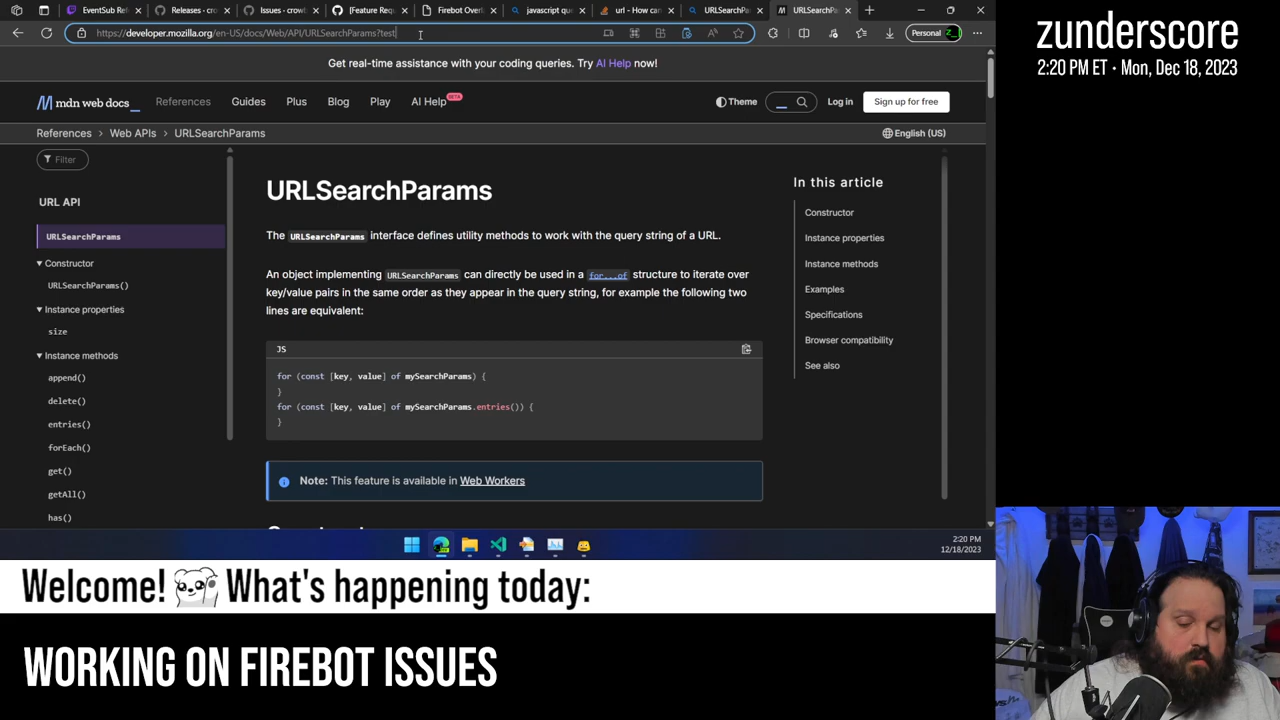 EventSub Ref
Releases - cro
Issues - crowl
[Feature Requ
Firebot Overl
javascript que
url - How can
URLSearchPa
URLSearchPa
https://developer.mozilla.org/en-US/docs/Web/API/URLSearchParams?test
Personal
zunderscore
2:20 PM ET • Mon, Dec 18, 2023
Get real-time assistance with your coding queries. Try AI Help now!
mdn web docs_
References
Guides
Plus
Blog
Play
AI Help
BETA
Theme
Log in
Sign up for free
References > Web APIs > URLSearchParams
English (US)
Filter
URL API
URLSearchParams
Constructor
URLSearchParams()
Instance properties
size
Instance methods
append()
delete()
entries()
forEach()
get()
getAll()
has()
URLSearchParams
The URLSearchParams interface defines utility methods to work with the query string of a URL.
An object implementing URLSearchParams can directly be used in a for...of structure to iterate over
key/value pairs in the same order as they appear in the query string, for example the following two
lines are equivalent:
JS
for (const [key, value] of mySearchParams) {
}
for (const [key, value] of mySearchParams.entries()) {
}
Note: This feature is available in Web Workers
In this article
Constructor
Instance properties
Instance methods
Examples
Specifications
Browser compatibility
See also
2:20 PM
12/18/2023
Welcome! What's happening today:
WORKING ON FIREBOT ISSUES